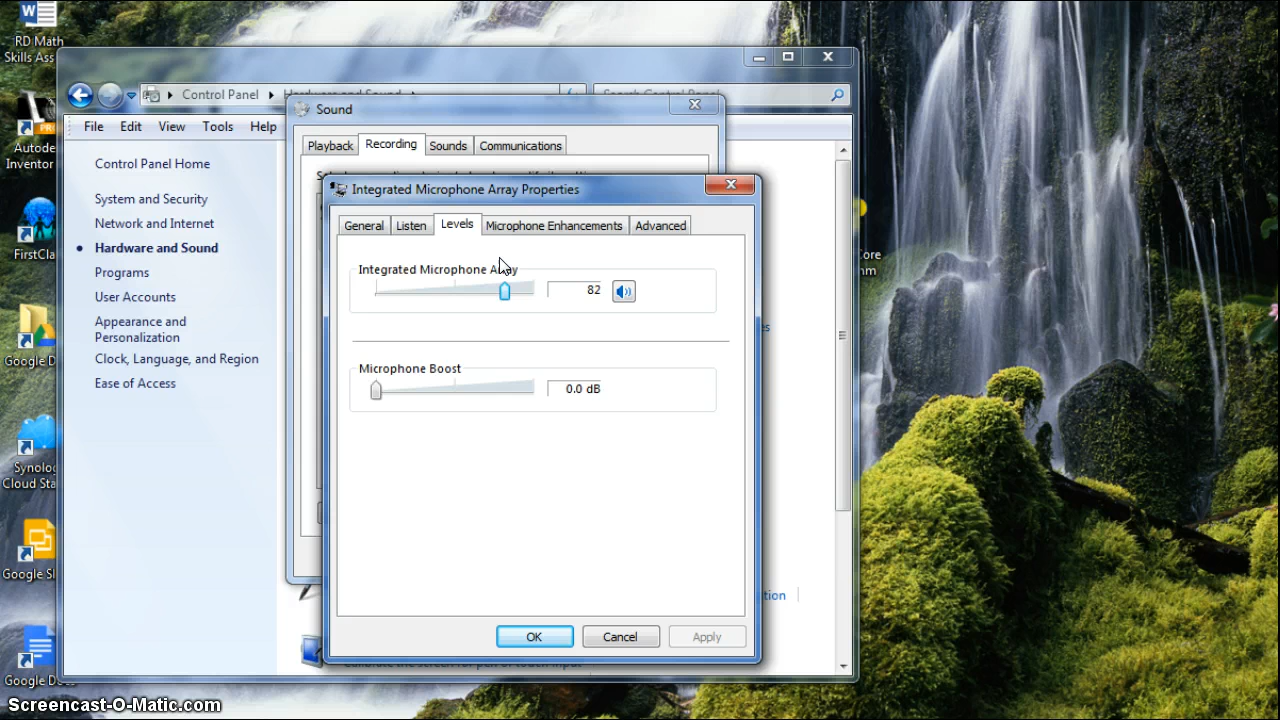 RD Math
Skills Ass
Autode
Inventor
FirstCla
Google D
Synolo
Cloud Sta
Google Sl
Google Do
Control Panel
Search Control Panel
File Edit View Tools Help
Control Panel Home
System and Security
Network and Internet
Hardware and Sound
Programs
User Accounts
Appearance and
Personalization
Clock, Language, and Region
Ease of Access
Sound
Playback Recording Sounds Communications
Integrated Microphone Array Properties
General Listen Levels Microphone Enhancements Advanced
Integrated Microphone Array
82
Microphone Boost
0.0 dB
OK Cancel Apply
Screencast-O-Matic.com